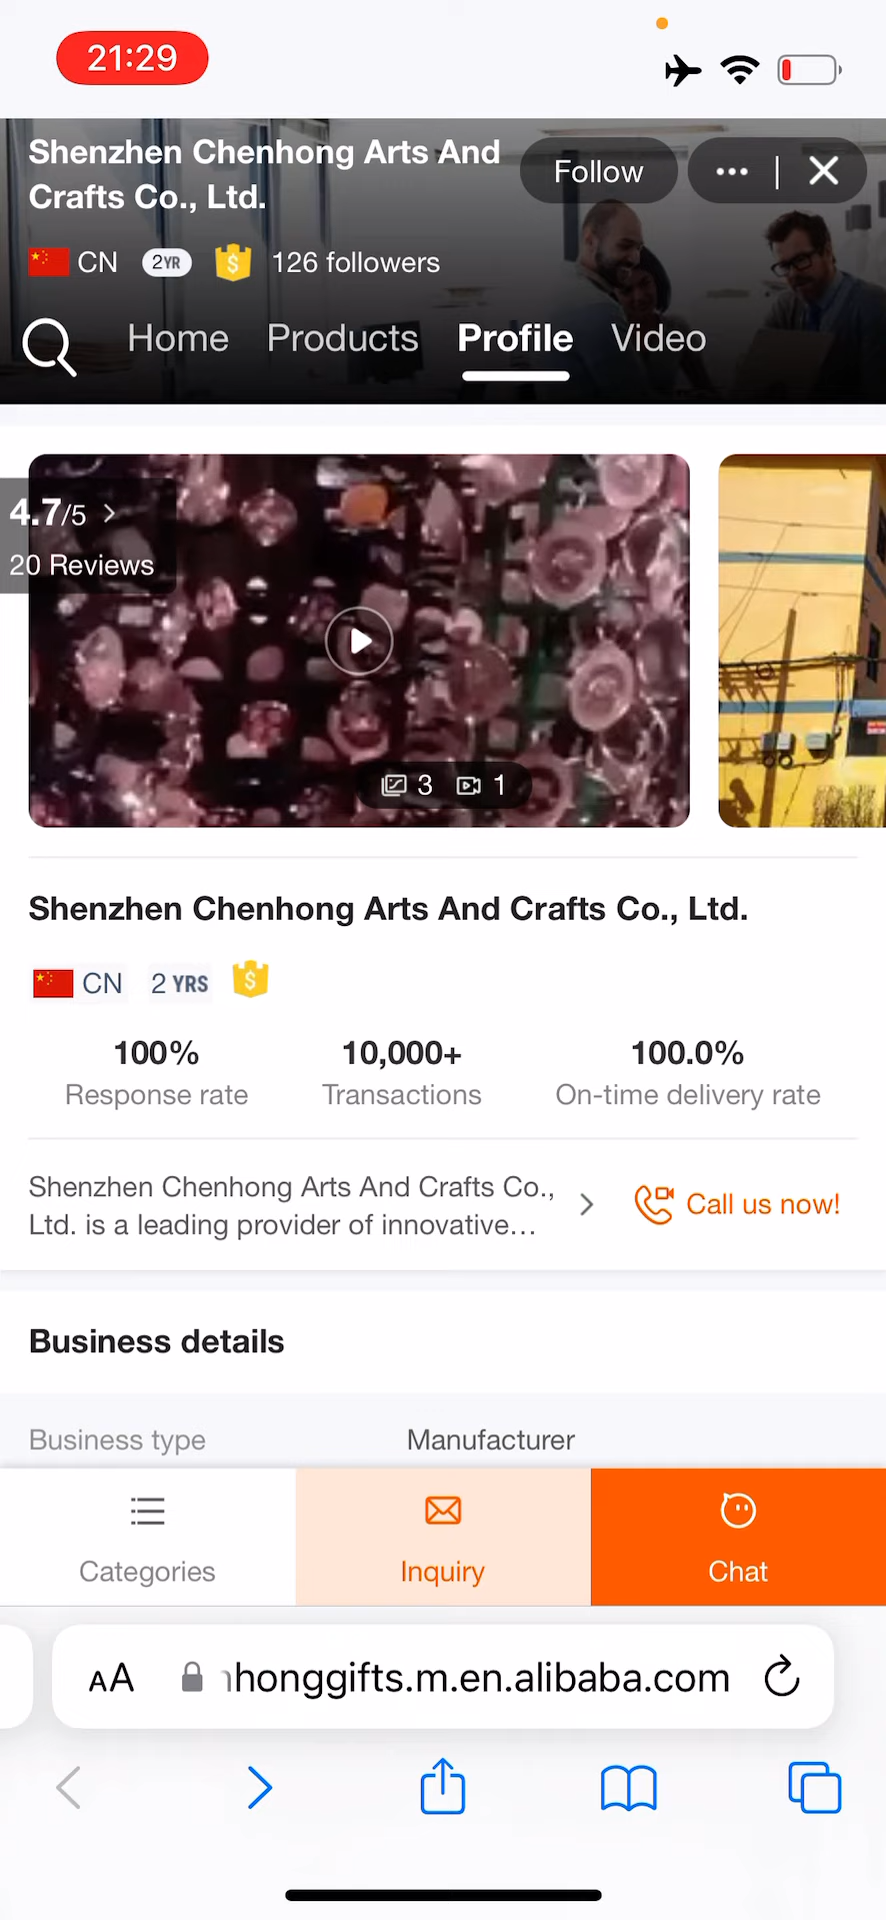 21:29
Shenzhen Chenhong Arts And
Crafts Co., Ltd.
Follow
CN 2YR $ 126 followers
Home Products Profile Video
4.7/5
20 Reviews
3 1
Shenzhen Chenhong Arts And Crafts Co., Ltd.
CN 2 YRS $
100% 10,000+ 100.0%
Response rate Transactions On-time delivery rate
Shenzhen Chenhong Arts And Crafts Co.,
Ltd. is a leading provider of innovative...
Call us now!
Business details
Business type Manufacturer
Categories Inquiry Chat
AA honggifts.m.en.alibaba.com